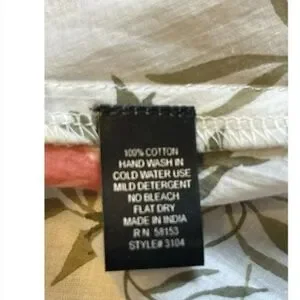 100% COTTON
HAND WASH IN
COLD WATER USE
MILD DETERGENT
NO BLEACH
FLAT DRY
MADE IN INDIA
R N 58153
STYLE# 3104